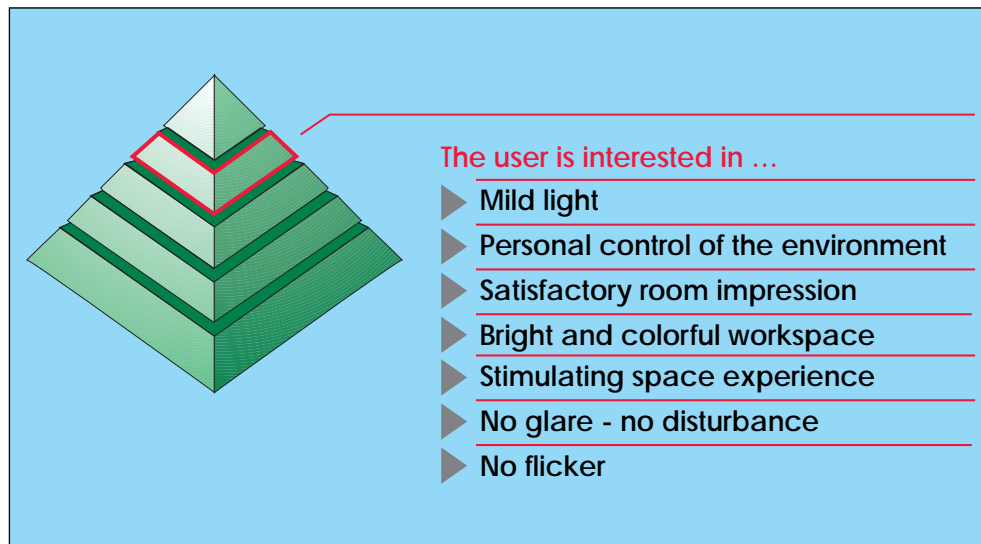 The user is interested in …
Mild light
Personal control of the environment
Satisfactory room impression
Bright and colorful workspace
Stimulating space experience
No glare - no disturbance
No flicker